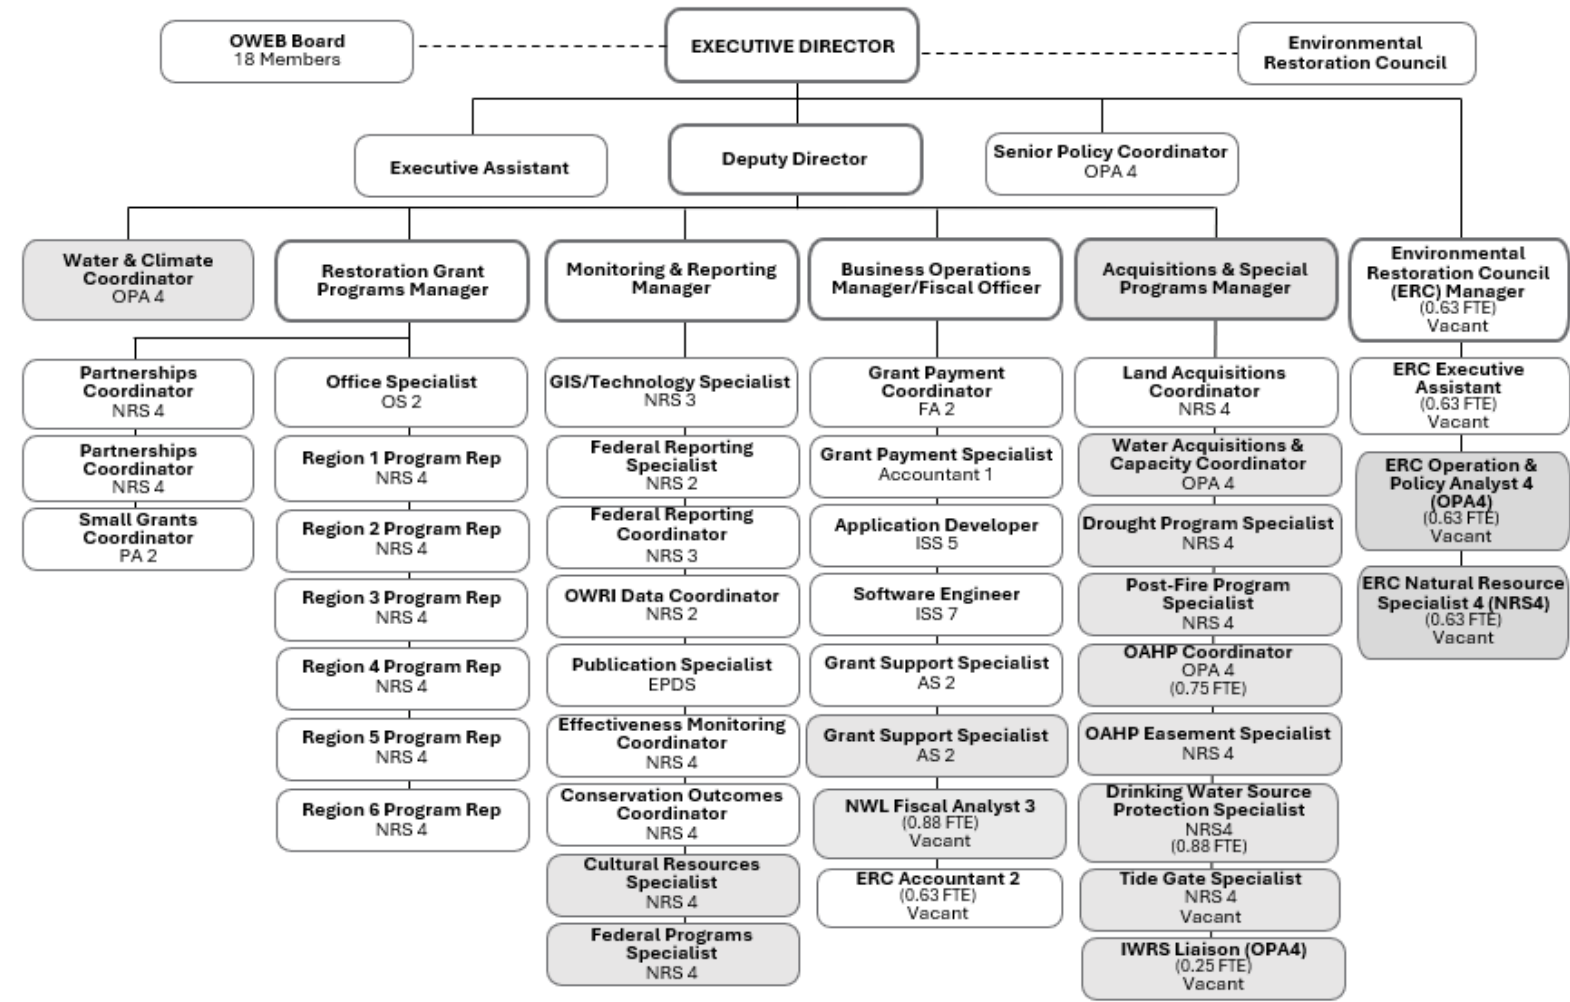 OWEB Board
18 Members
EXECUTIVE DIRECTOR
Environmental
Restoration Council
Executive Assistant
Deputy Director
Senior Policy Coordinator
OPA 4
Water & Climate
Coordinator
OPA 4
Restoration Grant
Programs Manager
Monitoring & Reporting
Manager
Business Operations
Manager/Fiscal Officer
Acquisitions & Special
Programs Manager
Environmental
Restoration Council
(ERC) Manager
(0.63 FTE)
Vacant
Partnerships
Coordinator
NRS 4
Partnerships
Coordinator
NRS 4
Small Grants
Coordinator
PA 2
Office Specialist
OS 2
Region 1 Program Rep
NRS 4
Region 2 Program Rep
NRS 4
Region 3 Program Rep
NRS 4
Region 4 Program Rep
NRS 4
Region 5 Program Rep
NRS 4
Region 6 Program Rep
NRS 4
GIS/Technology Specialist
NRS 3
Federal Reporting
Specialist
NRS 2
Federal Reporting
Coordinator
NRS 3
OWRI Data Coordinator
NRS 2
Publication Specialist
EPDS
Effectiveness Monitoring
Coordinator
NRS 4
Conservation Outcomes
Coordinator
NRS 4
Cultural Resources
Specialist
NRS 4
Federal Programs
Specialist
NRS 4
Grant Payment
Coordinator
FA 2
Grant Payment Specialist
Accountant 1
Application Developer
ISS 5
Software Engineer
ISS 7
Grant Support Specialist
AS 2
Grant Support Specialist
AS 2
NWL Fiscal Analyst 3
(0.88 FTE)
Vacant
ERC Accountant 2
(0.63 FTE)
Vacant
Land Acquisitions
Coordinator
NRS 4
Water Acquisitions &
Capacity Coordinator
OPA 4
Drought Program Specialist
NRS 4
Post-Fire Program
Specialist
NRS 4
OAHP Coordinator
OPA 4
(0.75 FTE)
OAHP Easement Specialist
NRS 4
Drinking Water Source
Protection Specialist
NRS4
(0.88 FTE)
Tide Gate Specialist
NRS 4
Vacant
IWRS Liaison (OPA4)
(0.25 FTE)
Vacant
ERC Executive
Assistant
(0.63 FTE)
Vacant
ERC Operation &
Policy Analyst 4
(OPA4)
(0.63 FTE)
Vacant
ERC Natural Resource
Specialist 4 (NRS4)
(0.63 FTE)
Vacant